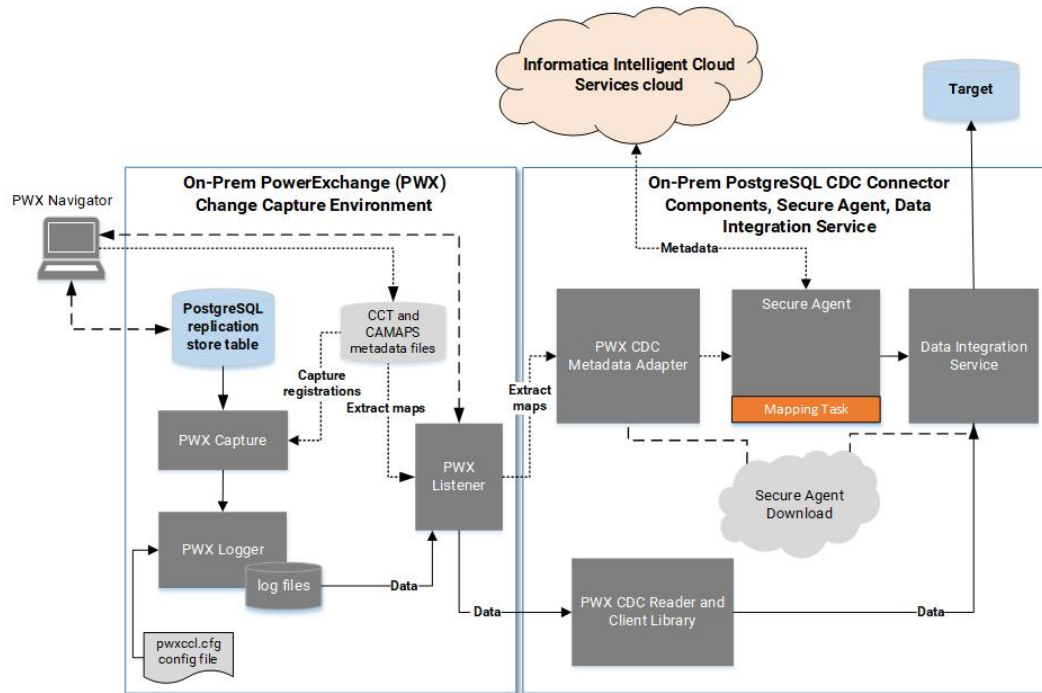 Informatica Intelligent Cloud
Services cloud
Target
On-Prem PowerExchange (PWX)
Change Capture Environment
On-Prem PostgreSQL CDC Connector
Components, Secure Agent, Data
Integration Service
PWX Navigator
Metadata
PostgreSQL
replication
store table
CCT and
CAMAPS
metadata files
Secure Agent
PWX CDC
Metadata Adapter
Data Integration
Service
Capture
registrations
Extract maps
Extract
maps
Mapping Task
PWX Capture
PWX
Listener
Secure Agent
Download
PWX Logger
log files
Data
Data
PWX CDC Reader and
Client Library
Data
pwxccl.cfg
config file